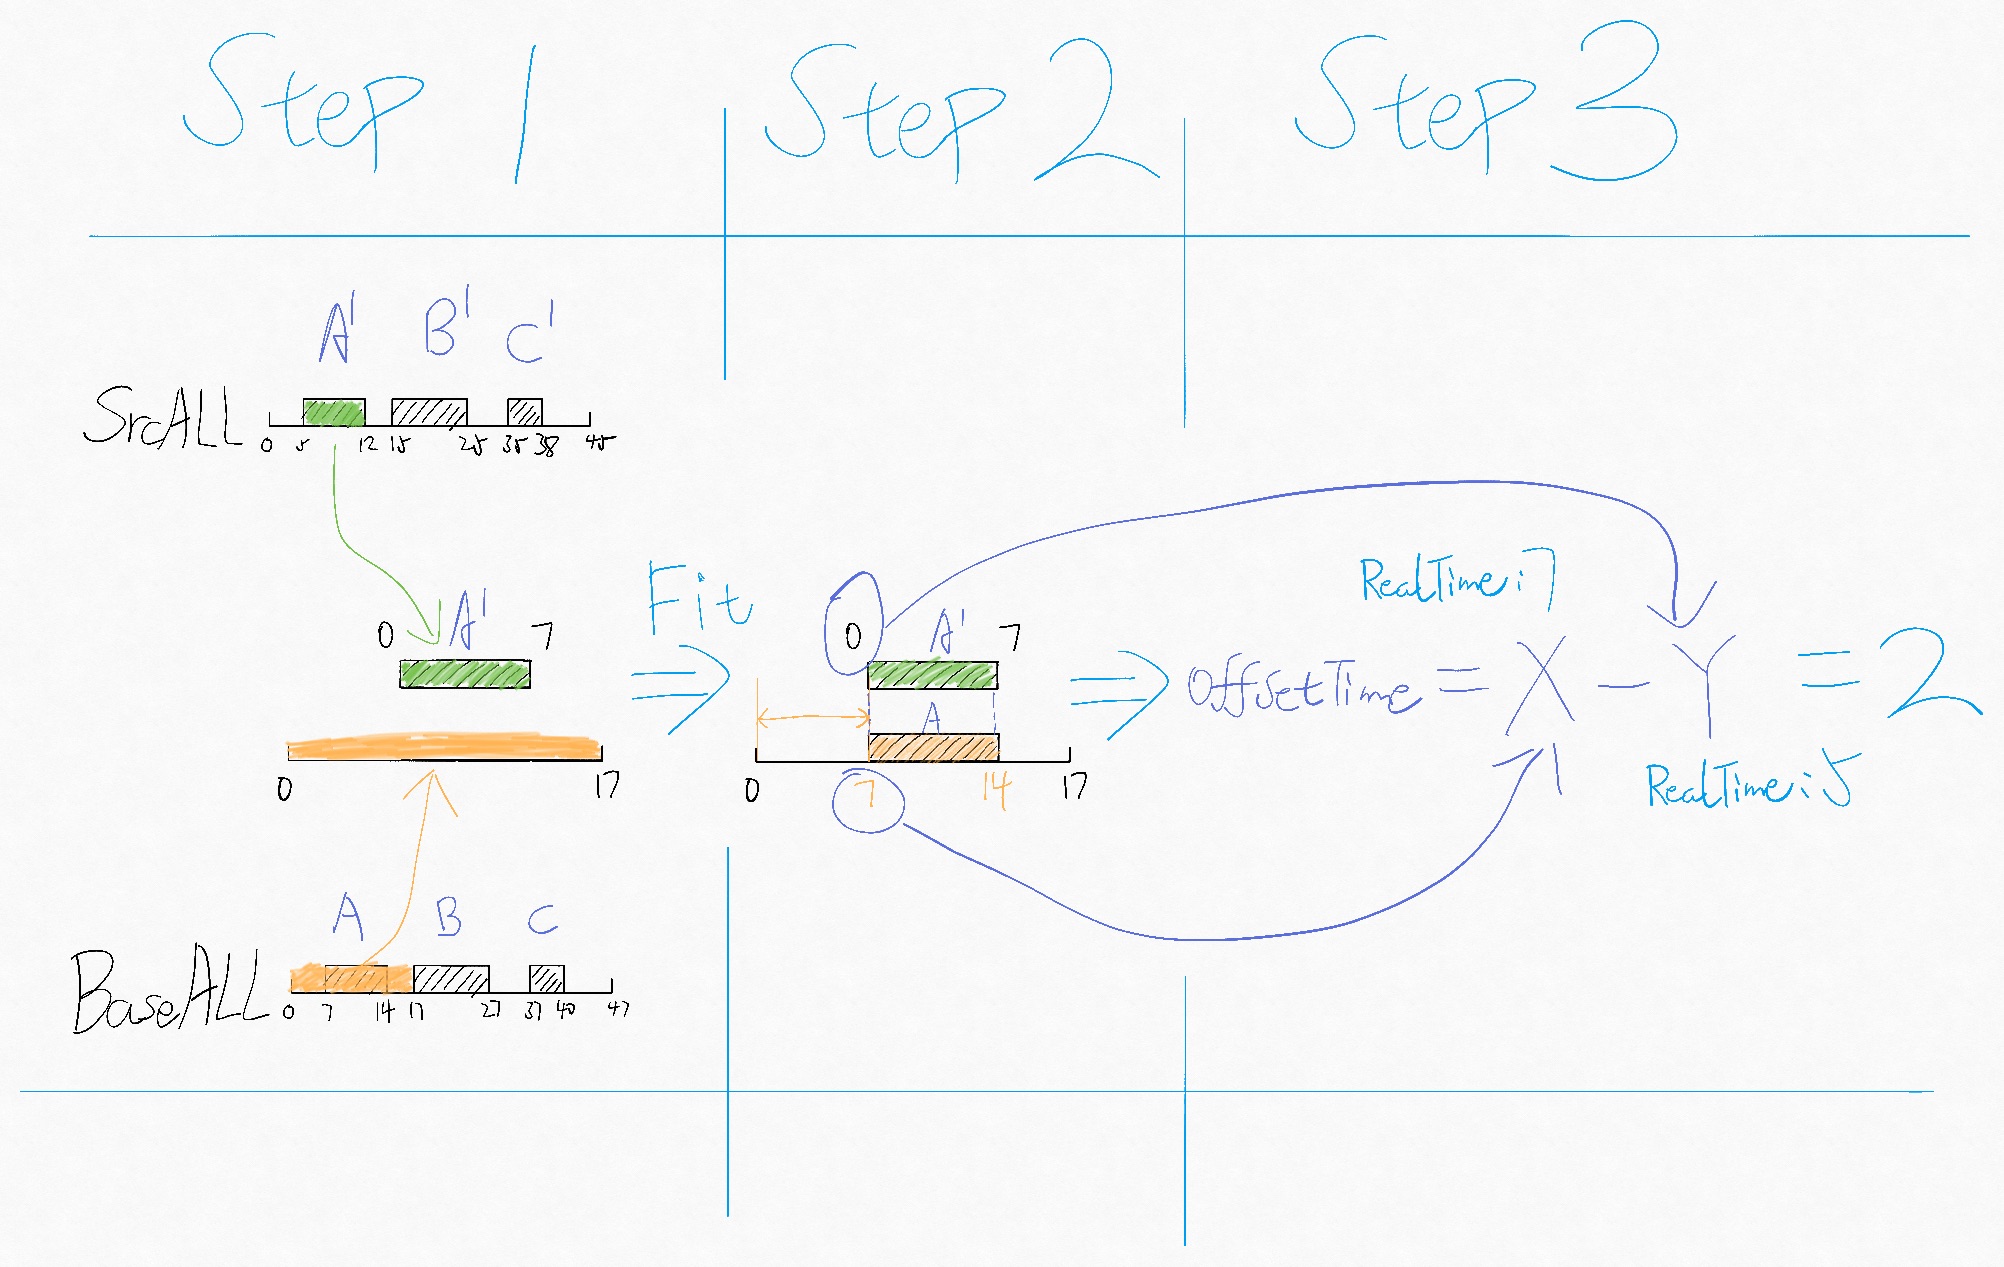 Step 1 Step 2 Step 3
A' B' C'
SrcALL
0 5 12 15 25 35 38 45
Fit
RealTime:7
0 A' 7
0 A' 7
OffsetTime = X - Y = 2
A
RealTime:5
0 17
0 7 14 17
A B C
BaseALL
0 7 14 17 27 37 40 47